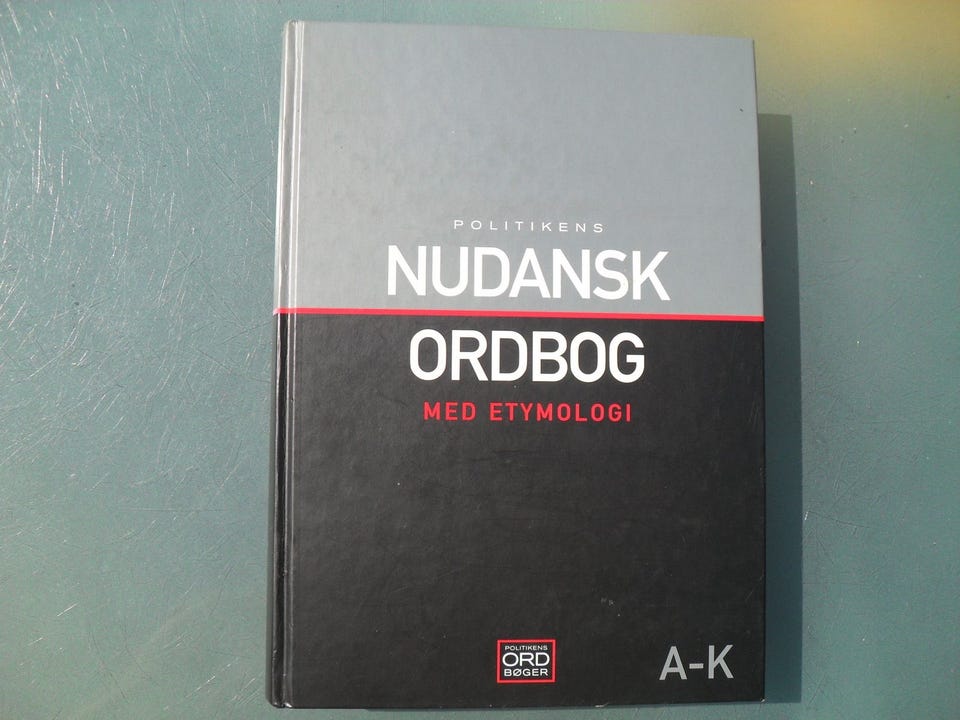 POLITIKENS
NUDANSK
ORDBOG
MED ETYMOLOGI
POLITIKENS
ORD
BØGER
A-K